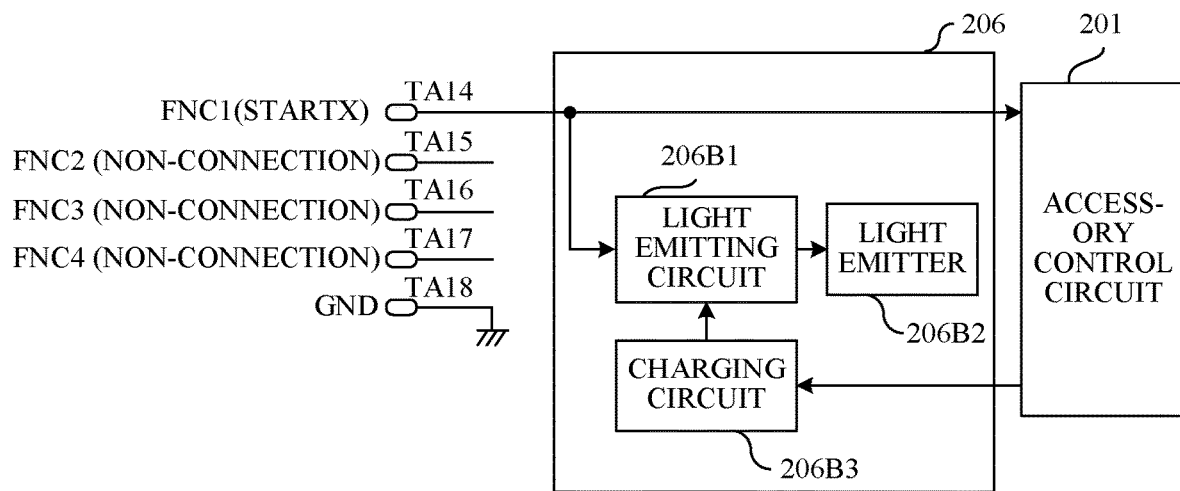 206
201
FNC1(STARTX)
TA14
FNC2 (NON-CONNECTION)
TA15
FNC3 (NON-CONNECTION)
TA16
FNC4 (NON-CONNECTION)
TA17
GND
TA18
206B1
LIGHT
EMITTING
CIRCUIT
LIGHT
EMITTER
206B2
CHARGING
CIRCUIT
206B3
ACCESS-
ORY
CONTROL
CIRCUIT